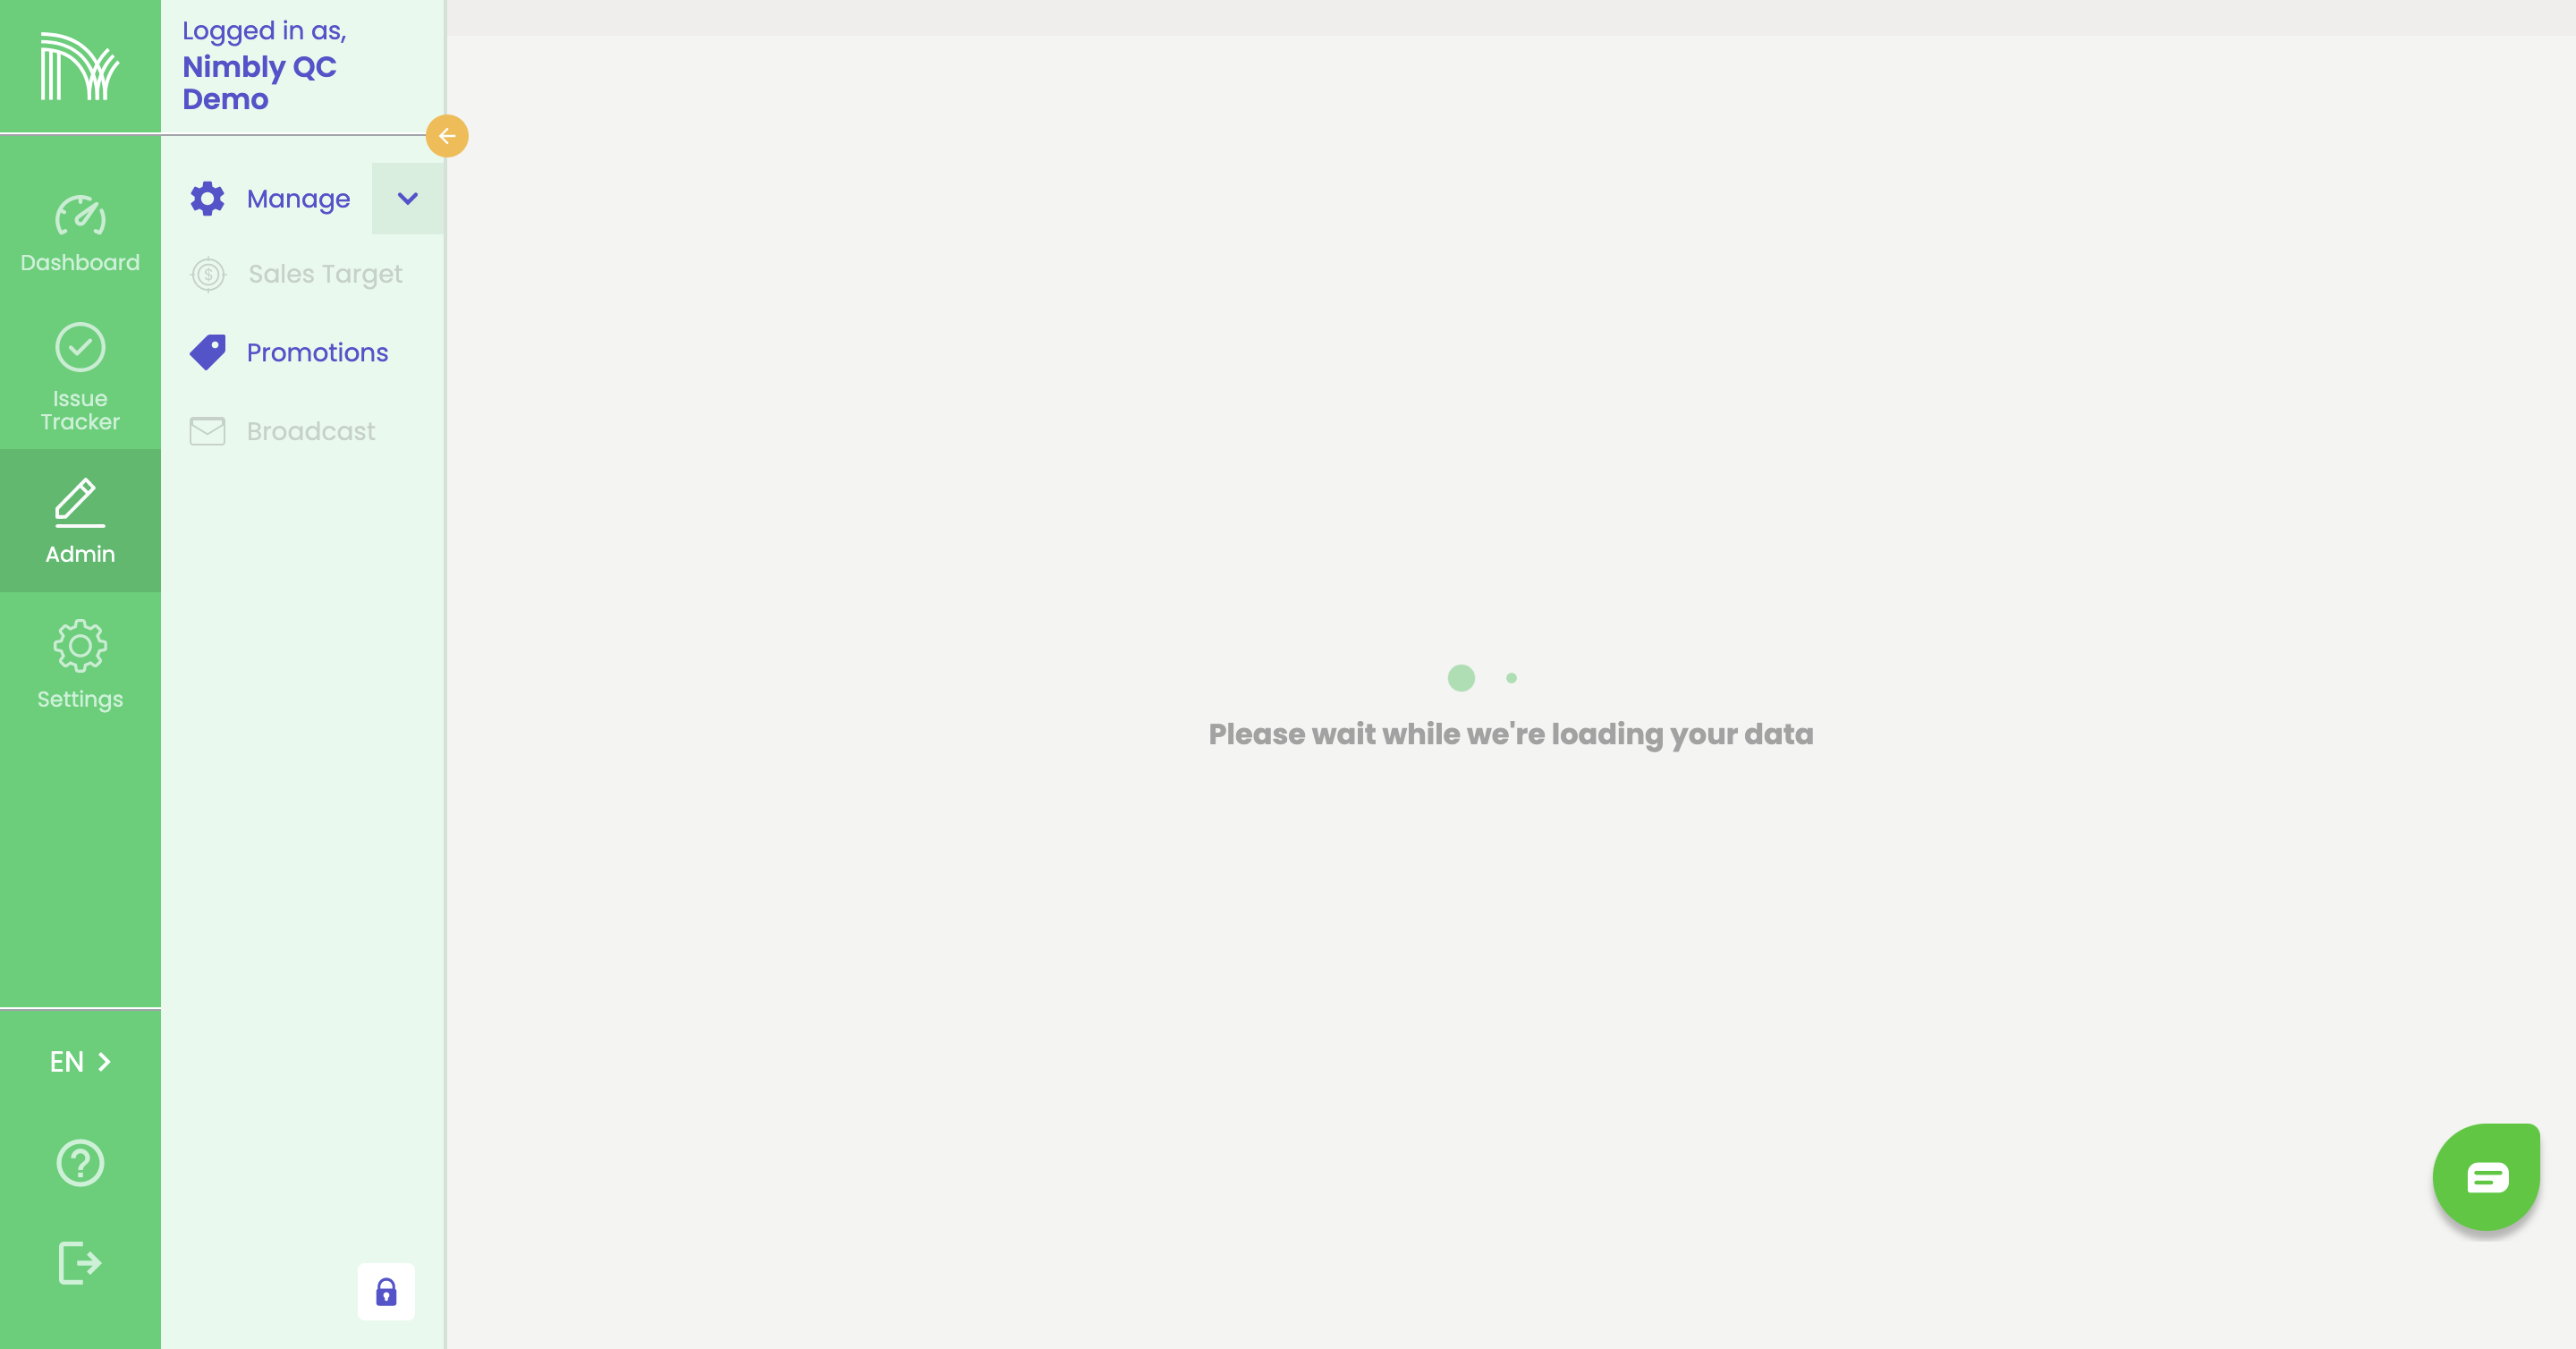 Logged in as,
Nimbly QC
Demo
Dashboard
Issue
Tracker
Admin
Settings
EN
Manage
Sales Target
Promotions
Broadcast
Please wait while we're loading your data